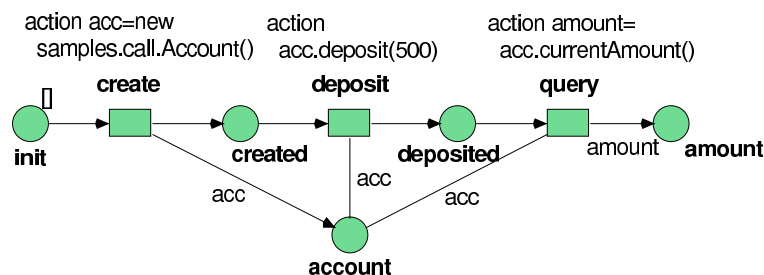 action acc=new
samples.call.Account()
action
acc.deposit(500)
action amount=
acc.currentAmount()
create
deposit
query
[]
init
created
deposited
amount
amount
acc
acc
acc
account